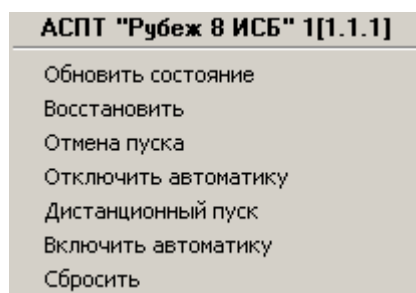 АСПТ "Рубеж 8 ИСБ" 1[1.1.1]
Обновить состояние
Восстановить
Отмена пуска
Отключить автоматику
Дистанционный пуск
Включить автоматику
Сбросить